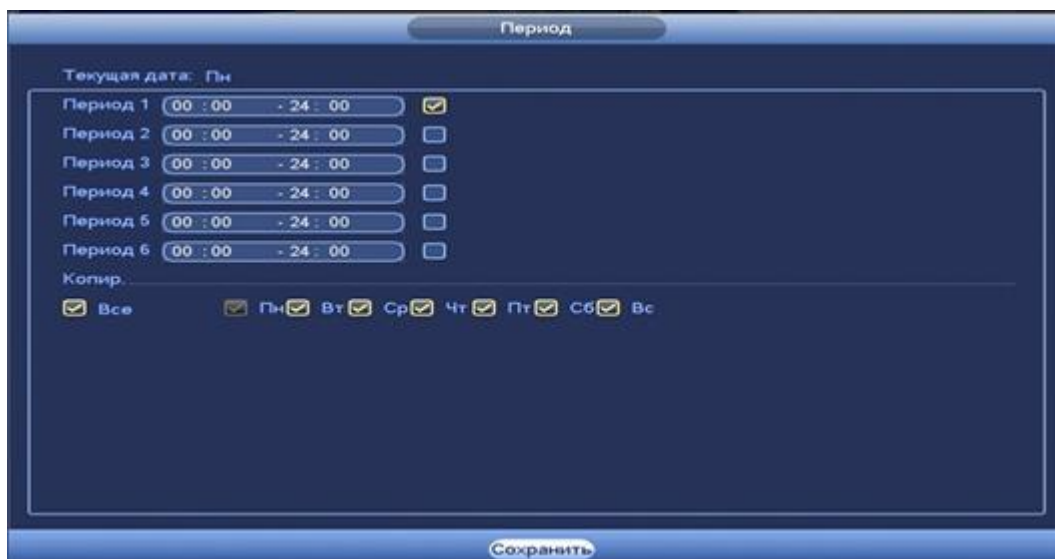 Период
Текущая дата: Пн
Период 1 00 : 00 - 24 : 00
Период 2 00 : 00 - 24 : 00
Период 3 00 : 00 - 24 : 00
Период 4 00 : 00 - 24 : 00
Период 5 00 : 00 - 24 : 00
Период 6 00 : 00 - 24 : 00
Копир.
Все Пн Вт Ср Чт Пт Сб Вс
Сохранить